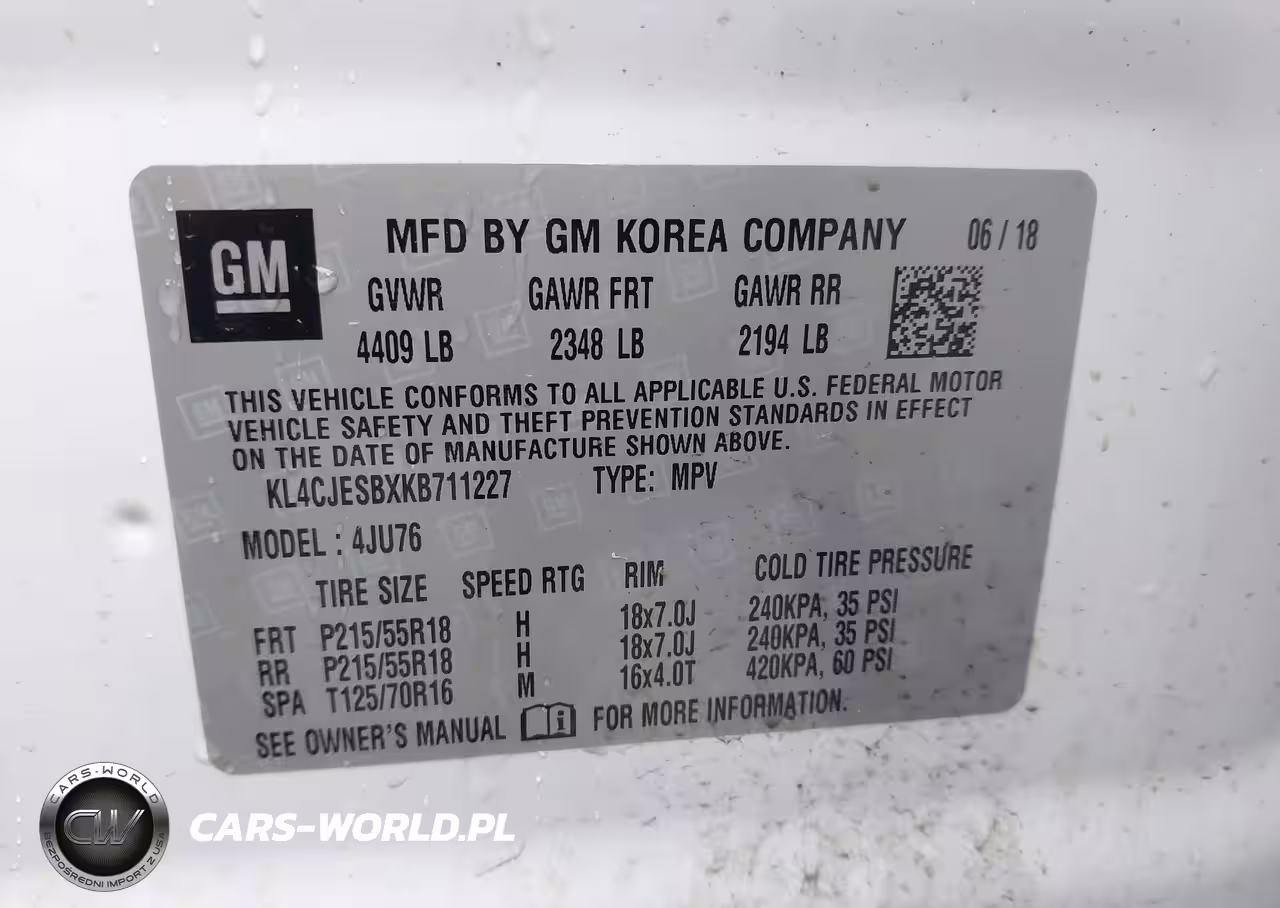 GM
MFD BY GM KOREA COMPANY 06 / 18
GVWR GAWR FRT GAWR RR
4409 LB 2348 LB 2194 LB
THIS VEHICLE CONFORMS TO ALL APPLICABLE U.S. FEDERAL MOTOR
VEHICLE SAFETY AND THEFT PREVENTION STANDARDS IN EFFECT
ON THE DATE OF MANUFACTURE SHOWN ABOVE.
KL4CJESBXKB711227 TYPE: MPV
MODEL : 4JU76
TIRE SIZE SPEED RTG RIM COLD TIRE PRESSURE
FRT P215/55R18 H 18x7.0J 240KPA, 35 PSI
RR P215/55R18 H 18x7.0J 240KPA, 35 PSI
SPA T125/70R16 M 16x4.0T 420KPA, 60 PSI
SEE OWNER'S MANUAL i FOR MORE INFORMATION.
CARS-WORLD
CW
BEZPOŚREDNI IMPORT Z USA
CARS-WORLD.PL